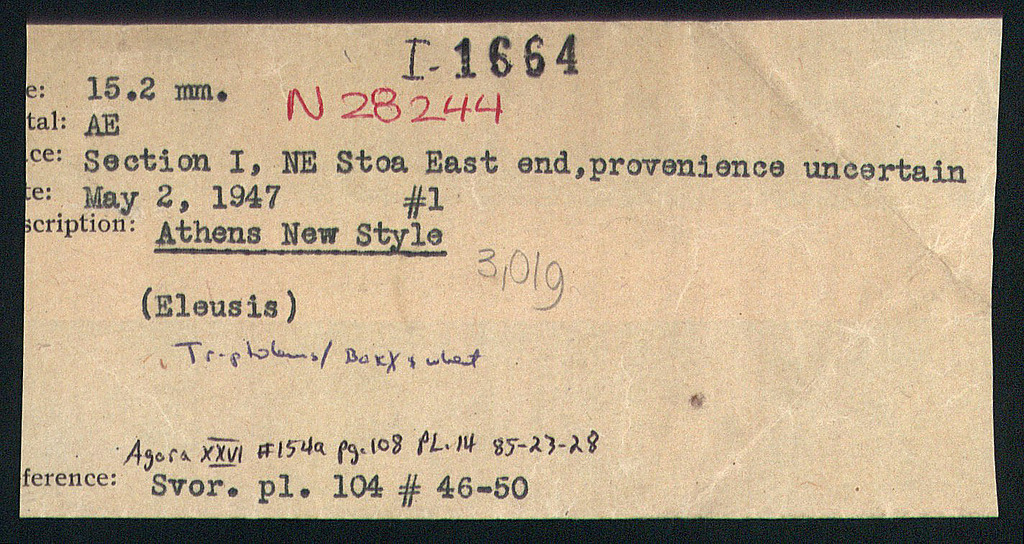 I-1664
e: 15.2 mm.
N 28244
tal: AE
ce: Section I, NE Stoa East end,provenience uncertain
te: May 2, 1947 #1
scription: Athens New Style
3,01g
(Eleusis)
Triptolemus/ & wheat
Agora XXVI #154a pg.108 PL.14 85-23-28
ference: Svor. pl. 104 # 46-50